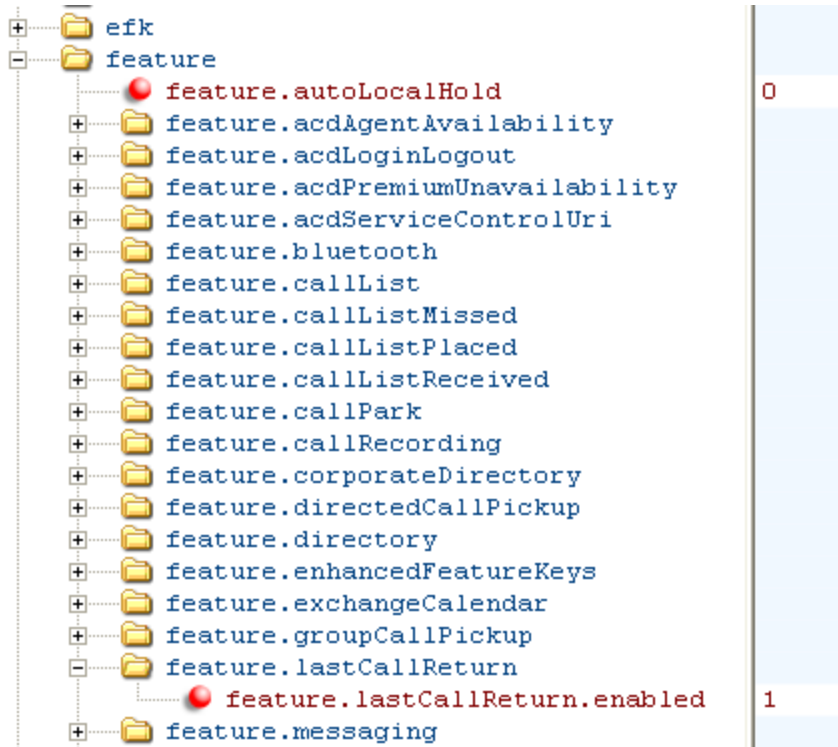 efk
feature
feature.autoLocalHold 0
feature.acdAgentAvailability
feature.acdLoginLogout
feature.acdPremiumUnavailability
feature.acdServiceControlUri
feature.bluetooth
feature.callList
feature.callListMissed
feature.callListPlaced
feature.callListReceived
feature.callPark
feature.callRecording
feature.corporateDirectory
feature.directedCallPickup
feature.directory
feature.enhancedFeatureKeys
feature.exchangeCalendar
feature.groupCallPickup
feature.lastCallReturn
feature.lastCallReturn.enabled 1
feature.messaging